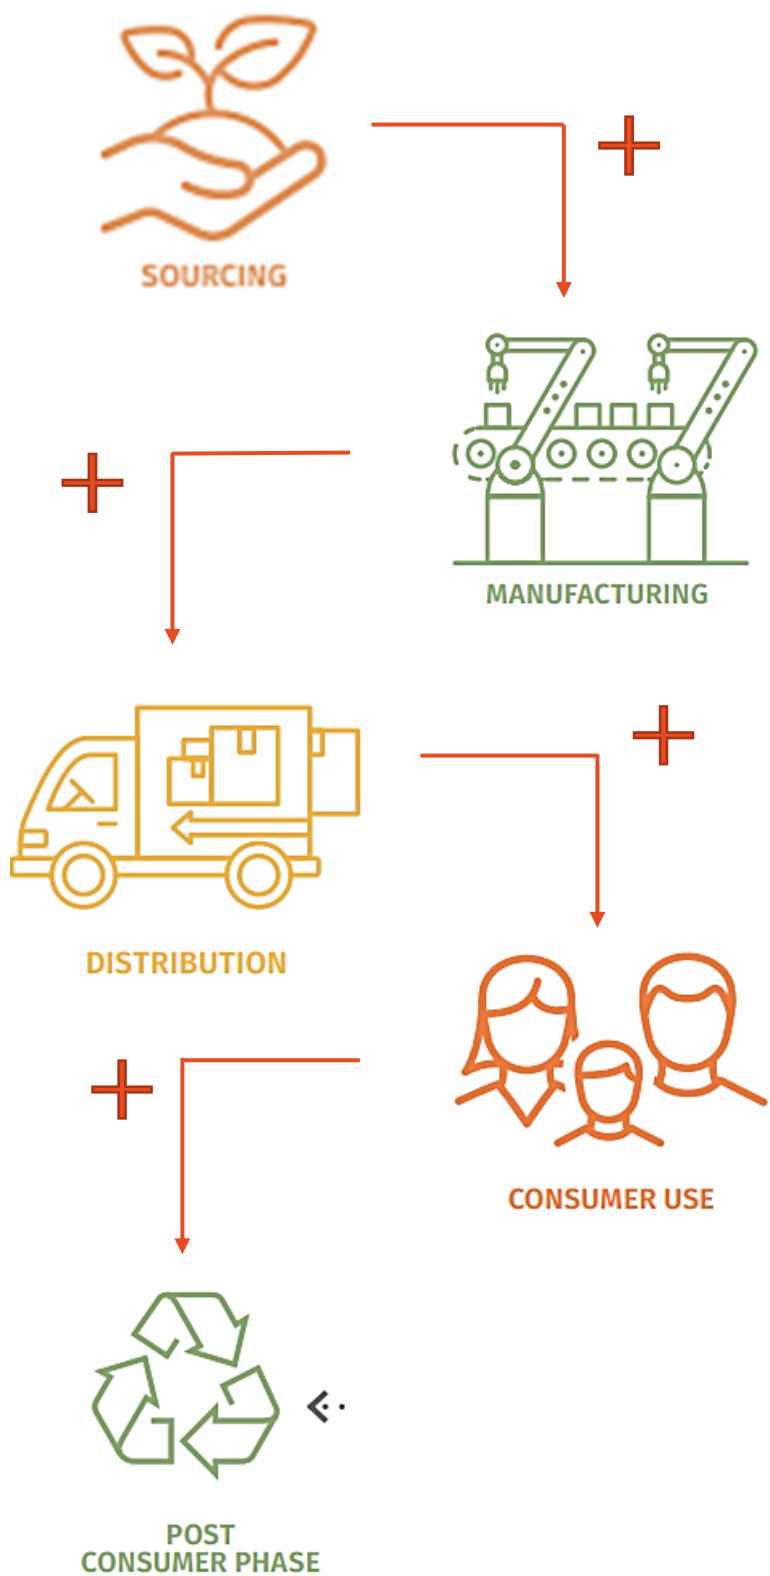 SOURCING
MANUFACTURING
DISTRIBUTION
CONSUMER USE
POST
CONSUMER PHASE